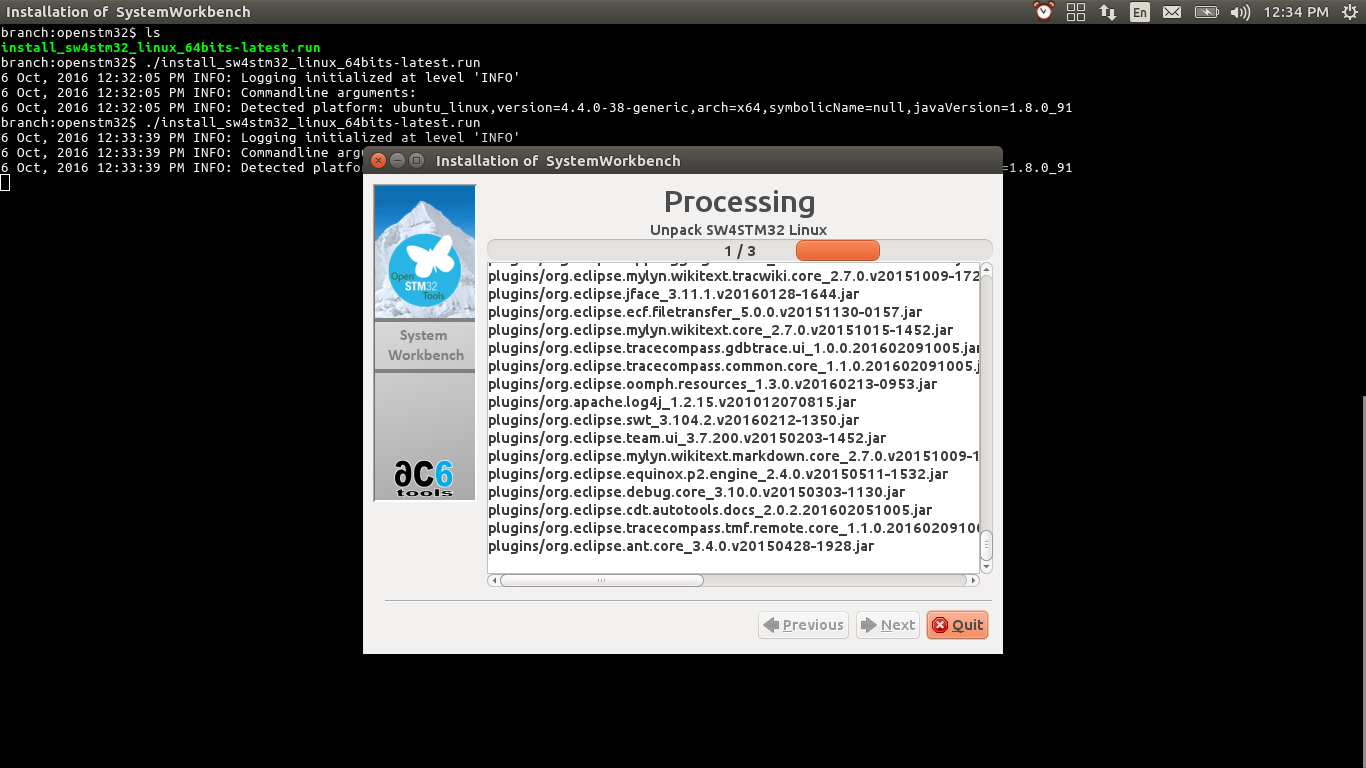 Installation of  SystemWorkbench
En
12:34 PM
branch:openstm32$ ls
install_sw4stm32_linux_64bits-latest.run
branch:openstm32$ ./install_sw4stm32_linux_64bits-latest.run
6 Oct, 2016 12:32:05 PM INFO: Logging initialized at level 'INFO'
6 Oct, 2016 12:32:05 PM INFO: Commandline arguments:
6 Oct, 2016 12:32:05 PM INFO: Detected platform: ubuntu_linux,version=4.4.0-38-generic,arch=x64,symbolicName=null,javaVersion=1.8.0_91
branch:openstm32$ ./install_sw4stm32_linux_64bits-latest.run
6 Oct, 2016 12:33:39 PM INFO: Logging initialized at level 'INFO'
6 Oct, 2016 12:33:39 PM INFO: Commandline argu
6 Oct, 2016 12:33:39 PM INFO: Detected platfor
=1.8.0_91
Installation of  SystemWorkbench
Open
STM32
Tools
System
Workbench
ac6
tools
Processing
Unpack SW4STM32 Linux
1 / 3
plugins/org.eclipse.mylyn.wikitext.tracwiki.core_2.7.0.v20151009-172
plugins/org.eclipse.jface_3.11.1.v20160128-1644.jar
plugins/org.eclipse.ecf.filetransfer_5.0.0.v20151130-0157.jar
plugins/org.eclipse.mylyn.wikitext.core_2.7.0.v20151015-1452.jar
plugins/org.eclipse.tracecompass.gdbtrace.ui_1.0.0.201602091005.jar
plugins/org.eclipse.tracecompass.common.core_1.1.0.201602091005.j
plugins/org.eclipse.oomph.resources_1.3.0.v20160213-0953.jar
plugins/org.apache.log4j_1.2.15.v201012070815.jar
plugins/org.eclipse.swt_3.104.2.v20160212-1350.jar
plugins/org.eclipse.team.ui_3.7.200.v20150203-1452.jar
plugins/org.eclipse.mylyn.wikitext.markdown.core_2.7.0.v20151009-1
plugins/org.eclipse.equinox.p2.engine_2.4.0.v20150511-1532.jar
plugins/org.eclipse.debug.core_3.10.0.v20150303-1130.jar
plugins/org.eclipse.cdt.autotools.docs_2.0.2.201602051005.jar
plugins/org.eclipse.tracecompass.tmf.remote.core_1.1.0.20160209100
plugins/org.eclipse.ant.core_3.4.0.v20150428-1928.jar
Previous
Next
Quit